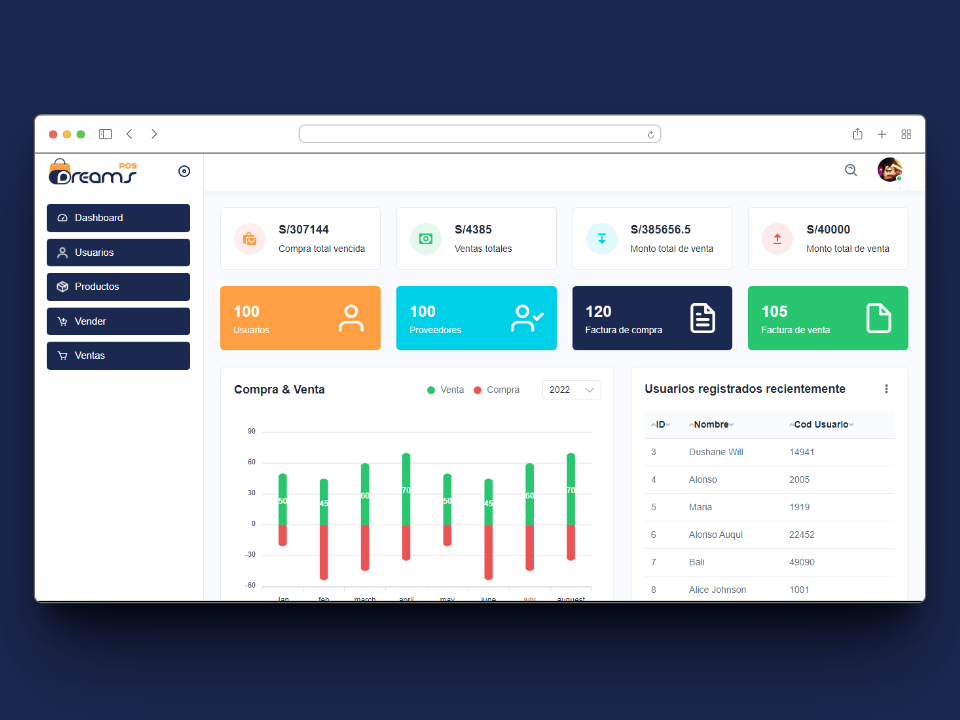 POS
Dreams
Dashboard
Usuarios
Productos
Vender
Ventas
S/307144
Compra total vencida
S/4385
Ventas totales
S/385656.5
Monto total de venta
S/40000
Monto total de venta
100
Usuarios
100
Proveedores
120
Factura de compra
105
Factura de venta
Compra & Venta
Venta
Compra
2022
90
60
30
0
-30
-60
50
45
60
70
50
45
60
70
Jan
feb
march
april
may
june
july
auguest
Usuarios registrados recientemente
ID Nombre Cod Usuario
3 Dushane Will 14941
4 Alonso 2005
5 Maria 1919
6 Alonso Auqui 22452
7 Bali 49090
8 Alice Johnson 1001